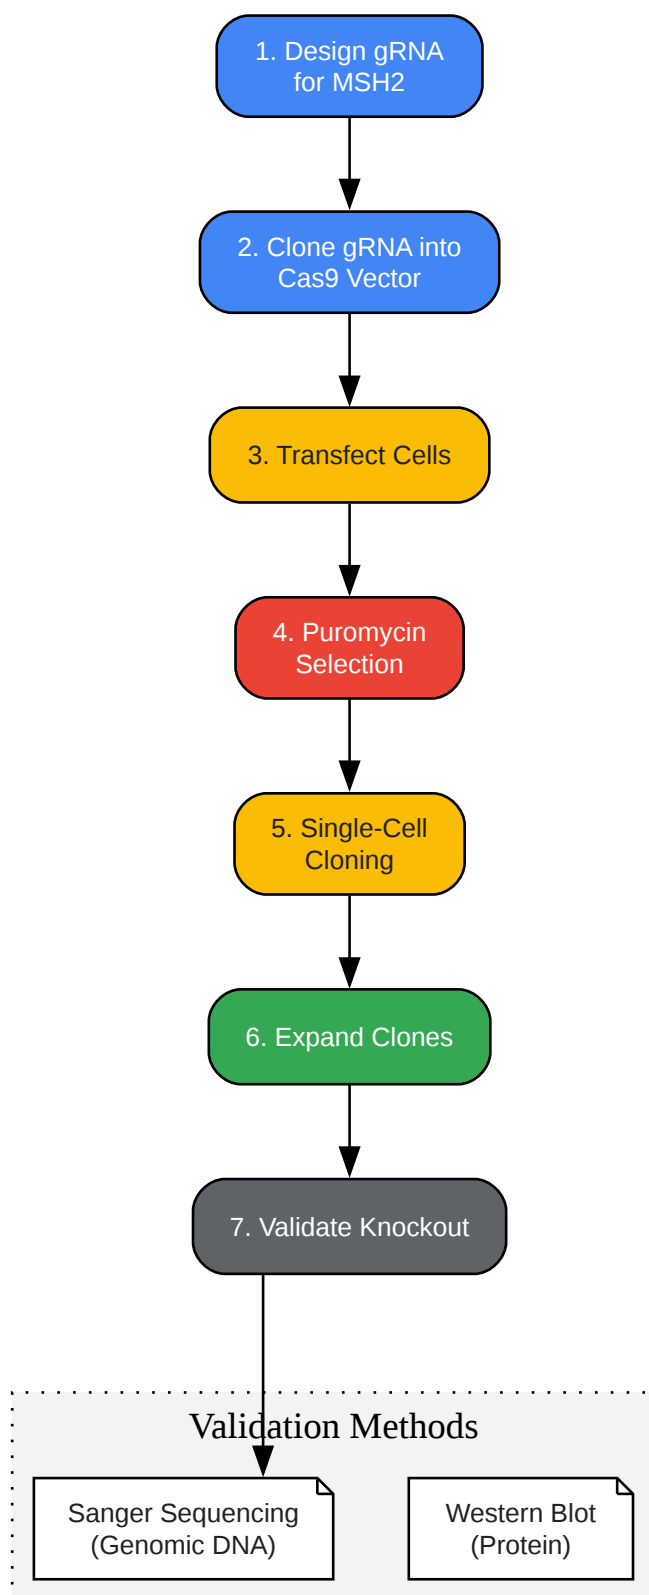 1. Design gRNA
for MSH2
2. Clone gRNA into
Cas9 Vector
3. Transfect Cells
4. Puromycin
Selection
5. Single-Cell
Cloning
6. Expand Clones
7. Validate Knockout
Validation Methods
Sanger Sequencing
(Genomic DNA)
Western Blot
(Protein)